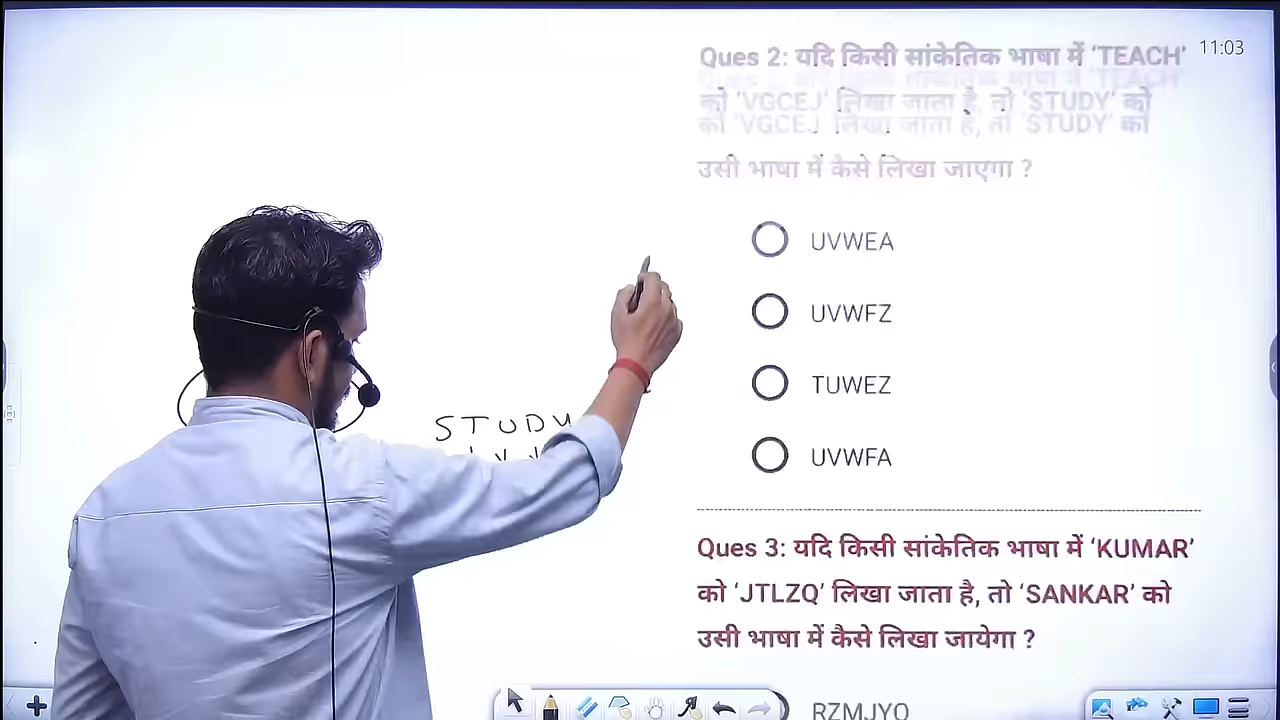 Ques 2: यदि किसी सांकेतिक भाषा में 'TEACH'
11:03
को 'VGCEJ' लिखा जाता है, तो 'STUDY' को
उसी भाषा में कैसे लिखा जाएगा ?
UVWEA
UVWFZ
TUWEZ
UVWFA
STUDY
Ques 3: यदि किसी सांकेतिक भाषा में 'KUMAR'
को 'JTLZQ' लिखा जाता है, तो 'SANKAR' को
उसी भाषा में कैसे लिखा जायेगा ?
RZMJYQ